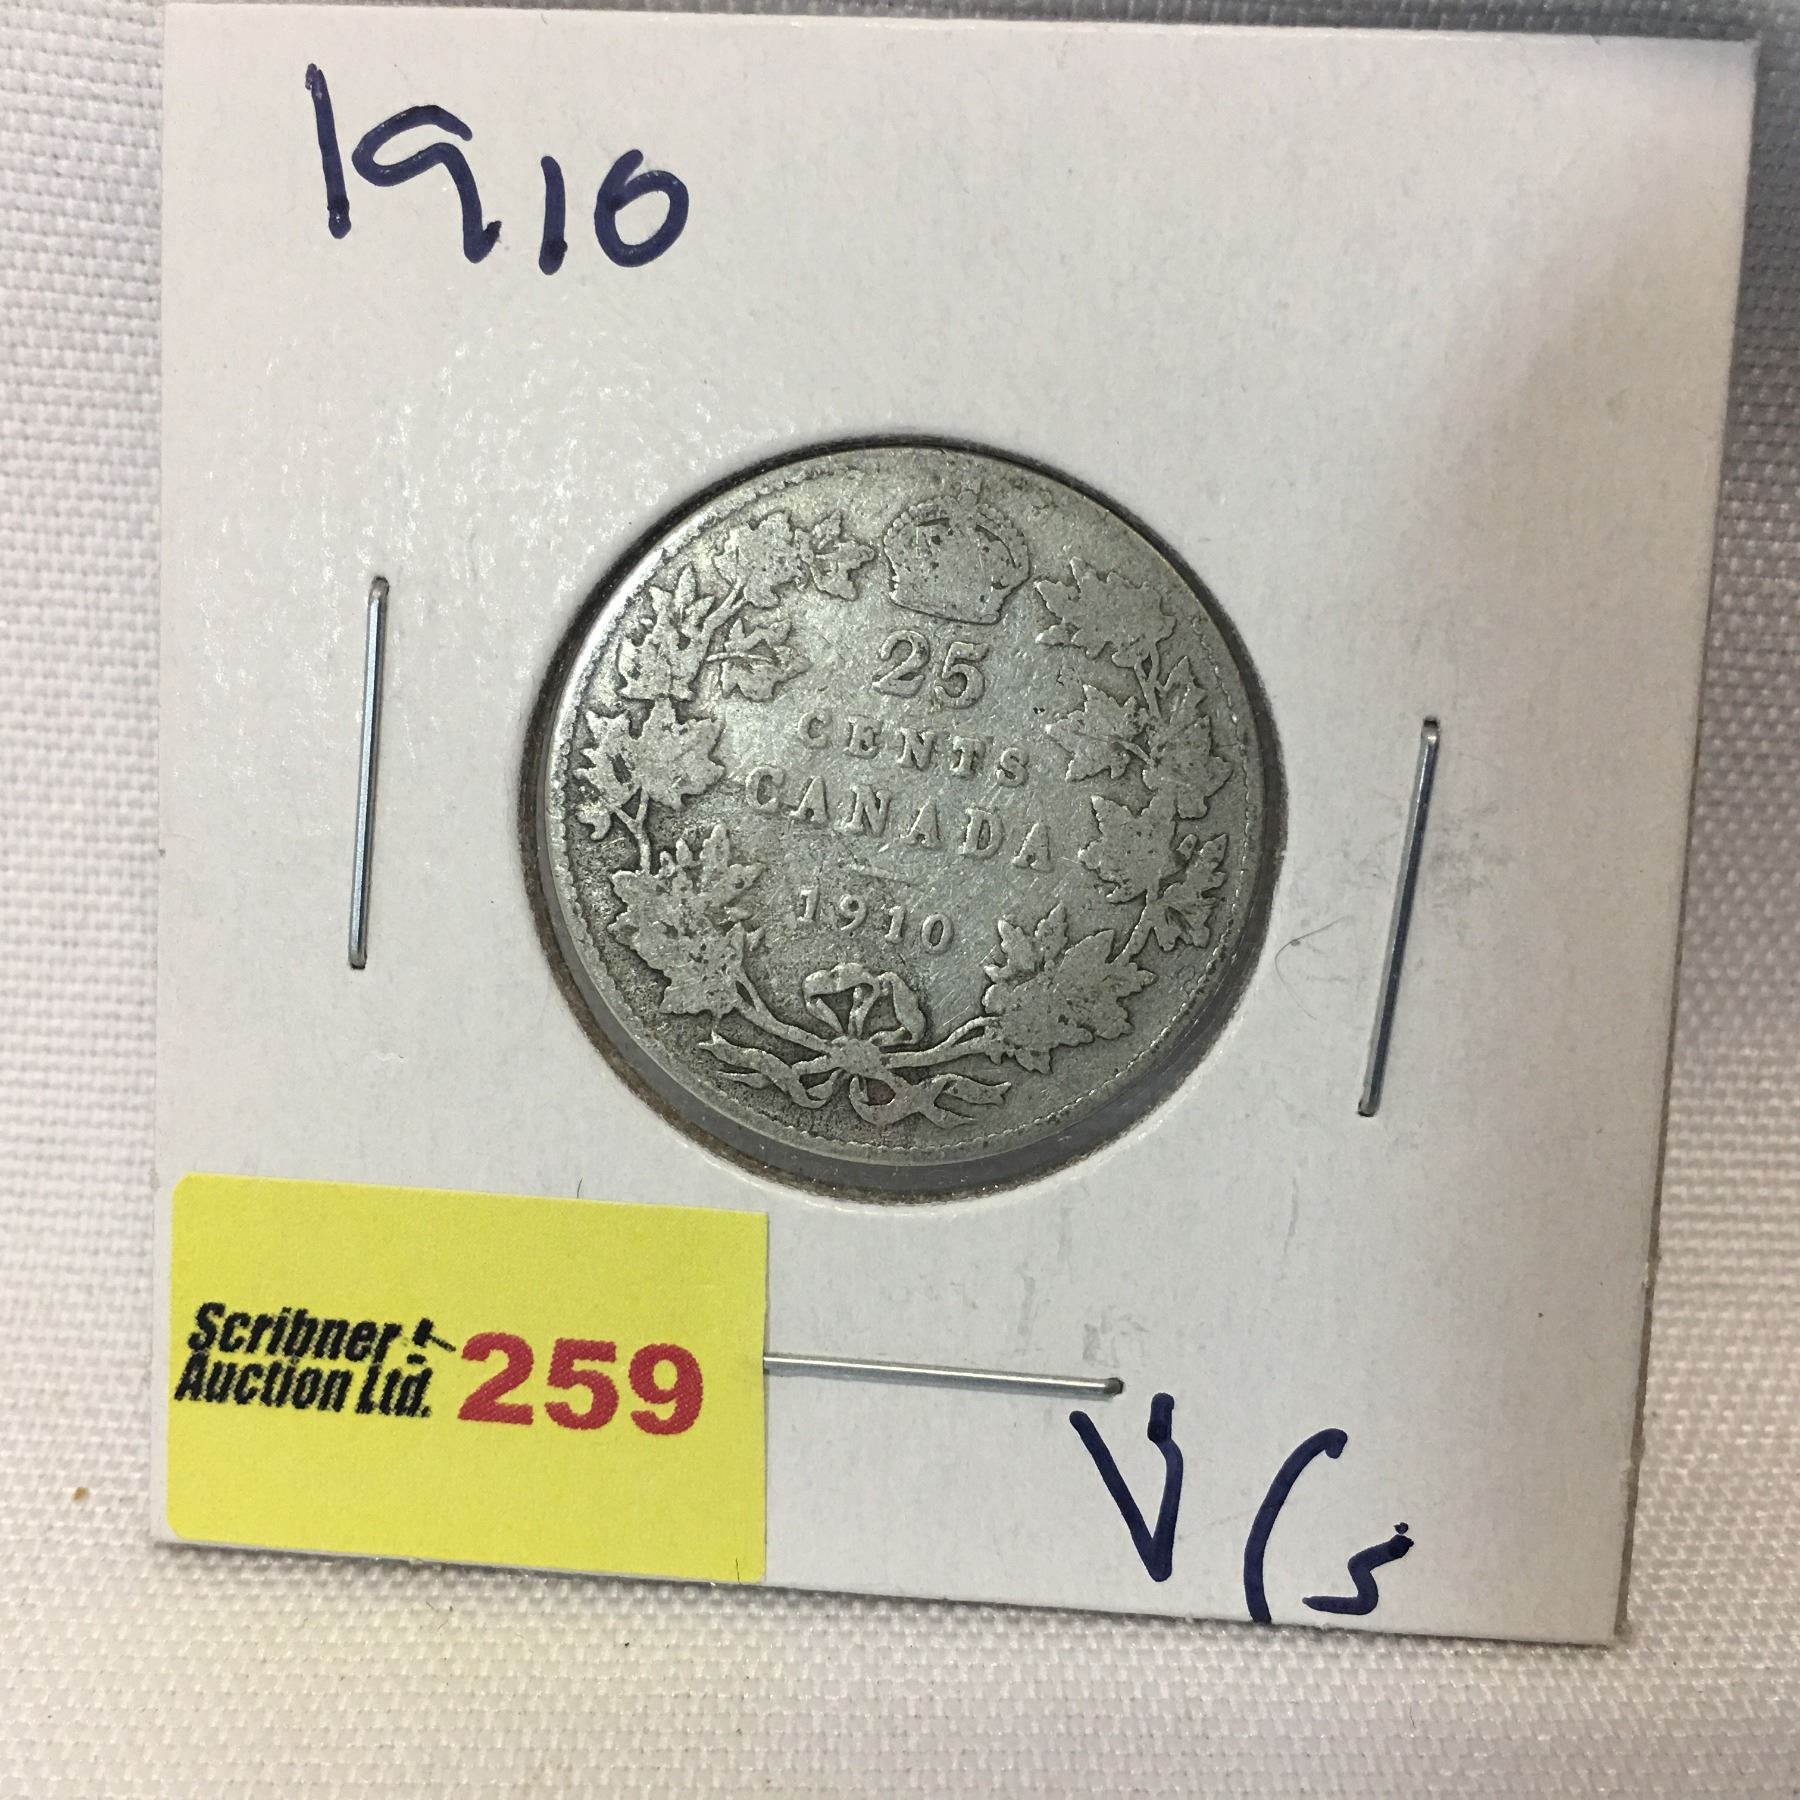 1910
25
CENTS
CANADA
1910
Scribner
Auction Ltd.
259
VG